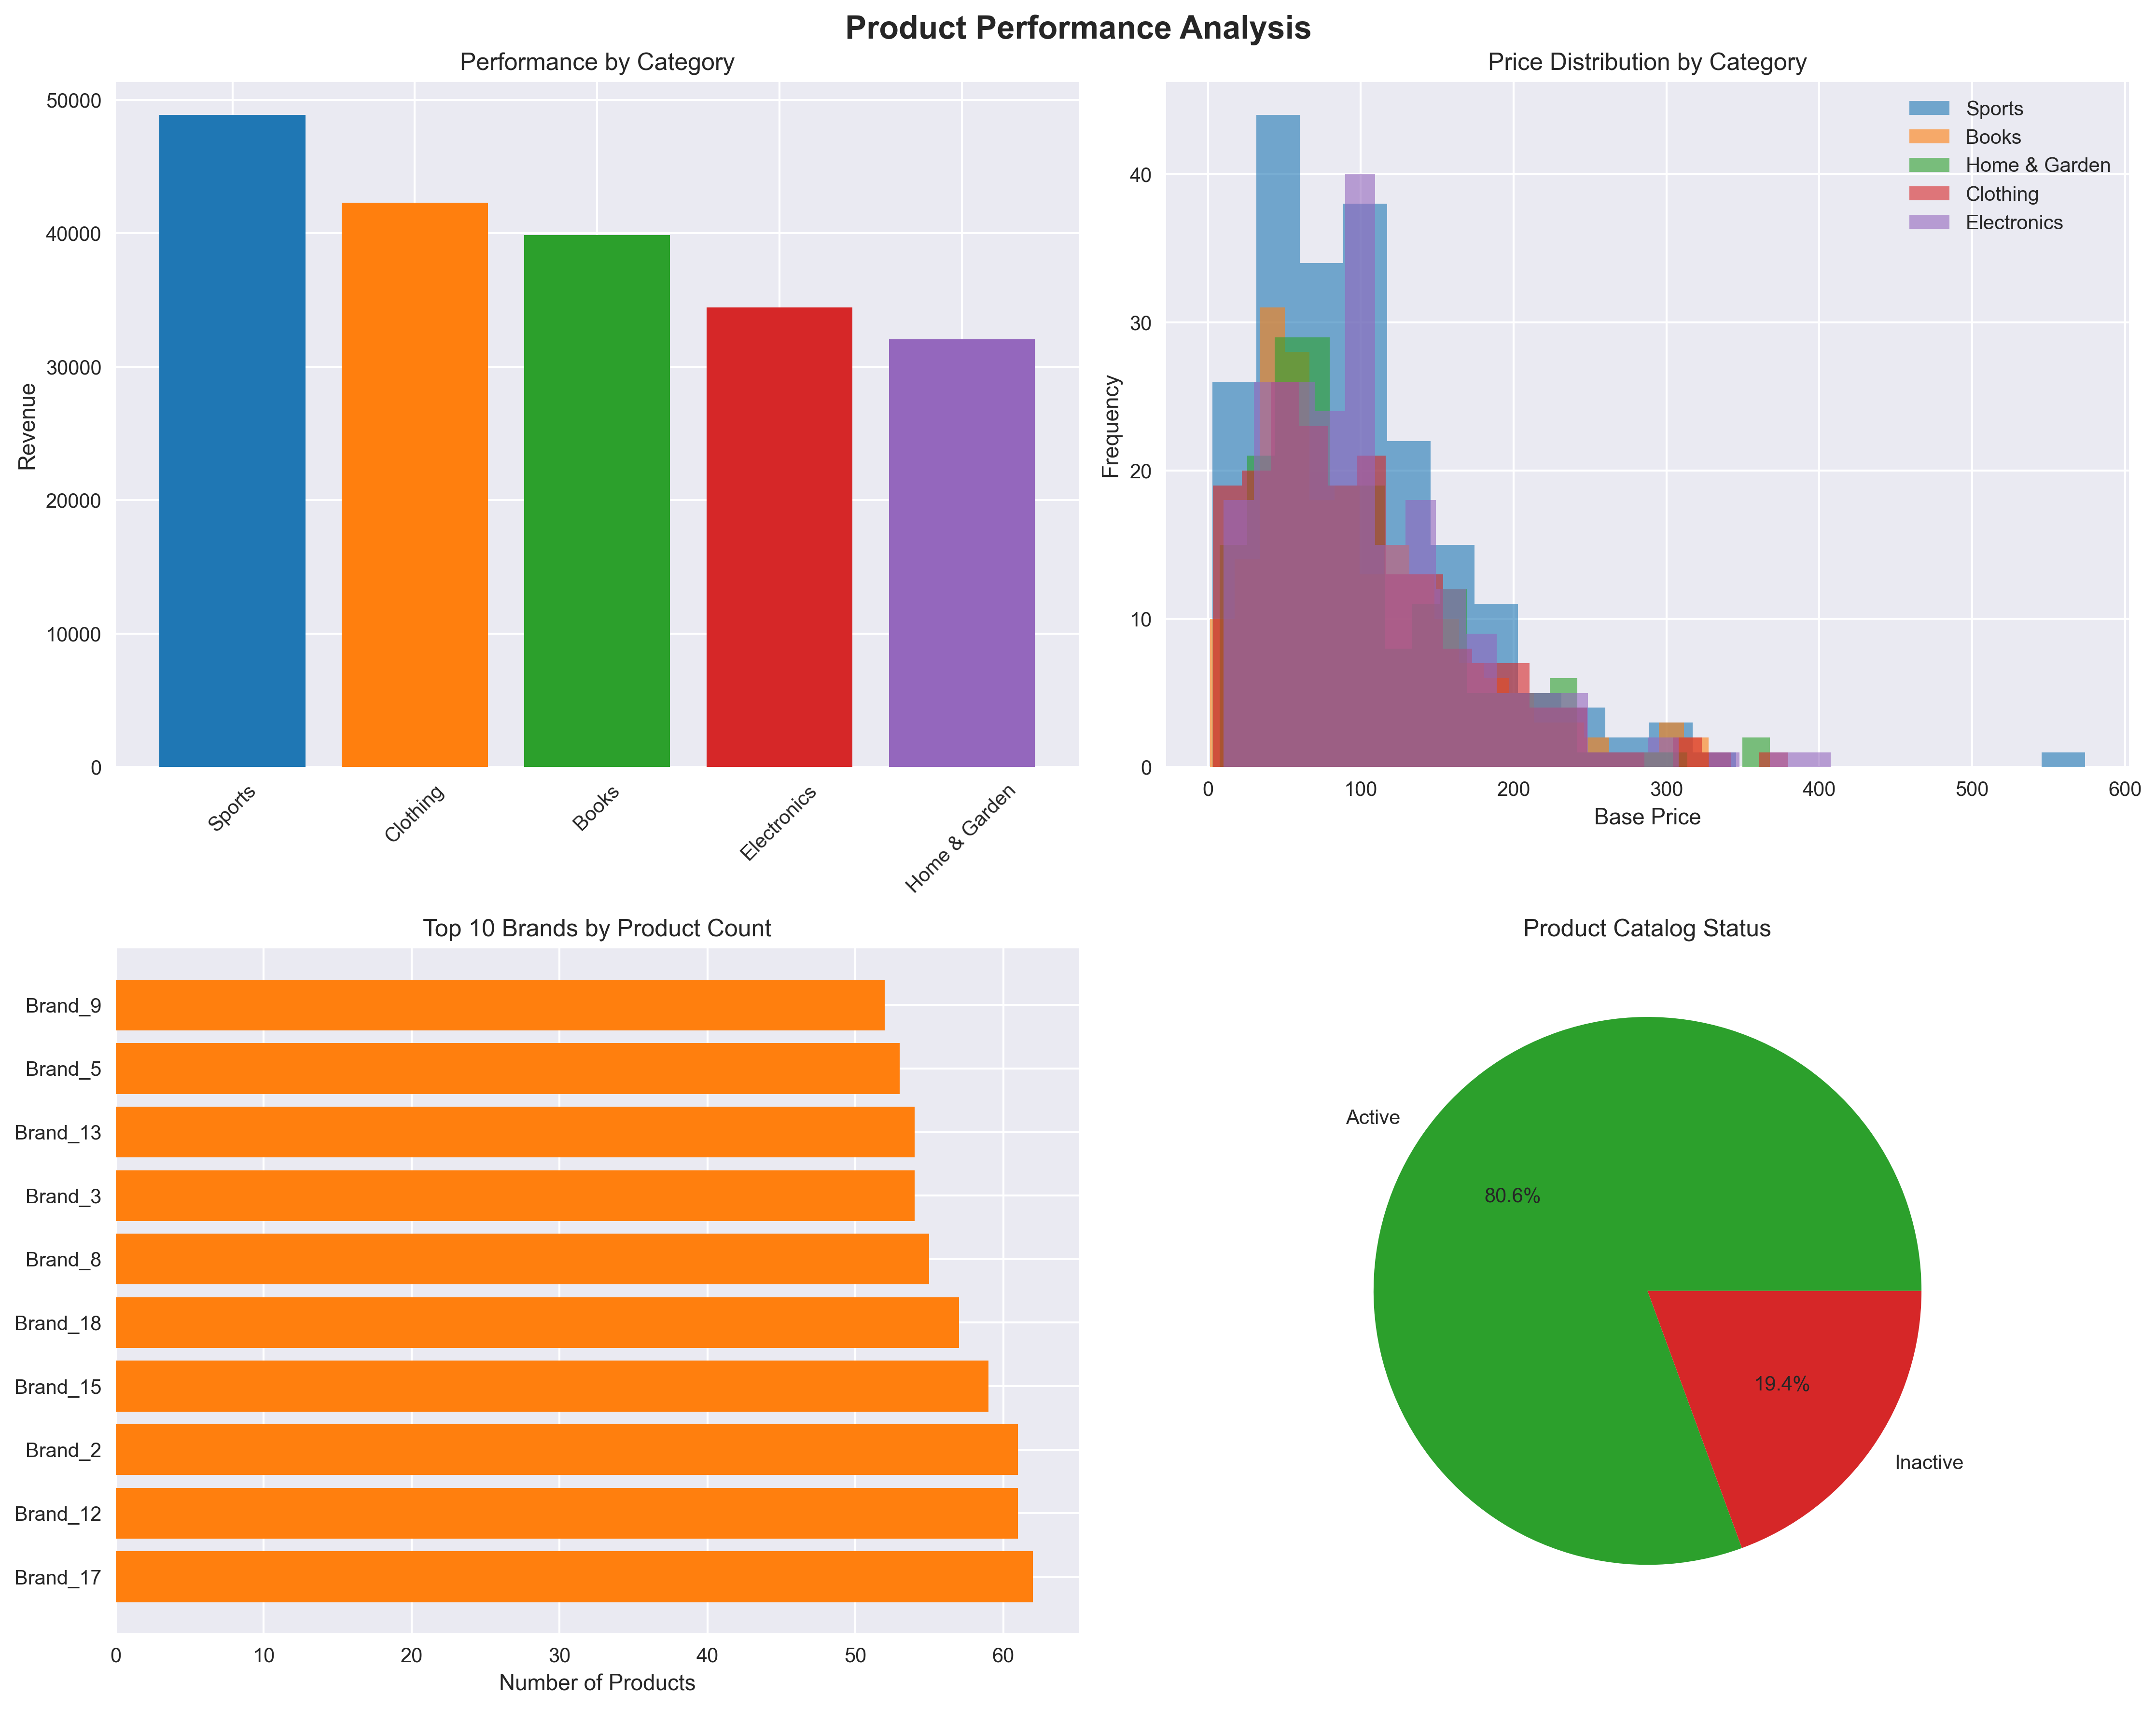 Product Performance Analysis
Performance by Category
Revenue
50000
40000
30000
20000
10000
0
Sports
Clothing
Books
Electronics
Home & Garden
Price Distribution by Category
Frequency
40
30
20
10
0
Sports
Books
Home & Garden
Clothing
Electronics
0 100 200 300 400 500 600
Base Price
Top 10 Brands by Product Count
Brand_9
Brand_5
Brand_13
Brand_3
Brand_8
Brand_18
Brand_15
Brand_2
Brand_12
Brand_17
0 10 20 30 40 50 60
Number of Products
Product Catalog Status
Active
80.6%
19.4%
Inactive